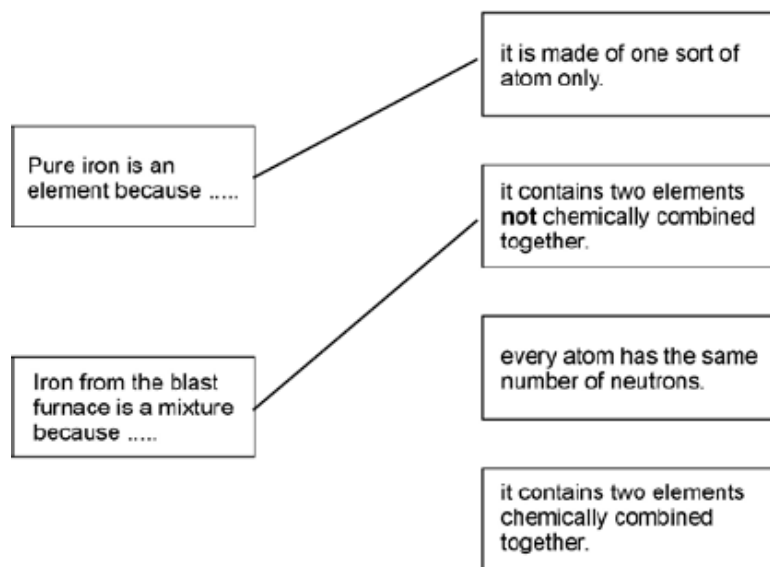 it is made of one sort of
atom only.
Pure iron is an
element because .....
it contains two elements
not chemically combined
together.
every atom has the same
number of neutrons.
Iron from the blast
furnace is a mixture
because .....
it contains two elements
chemically combined
together.